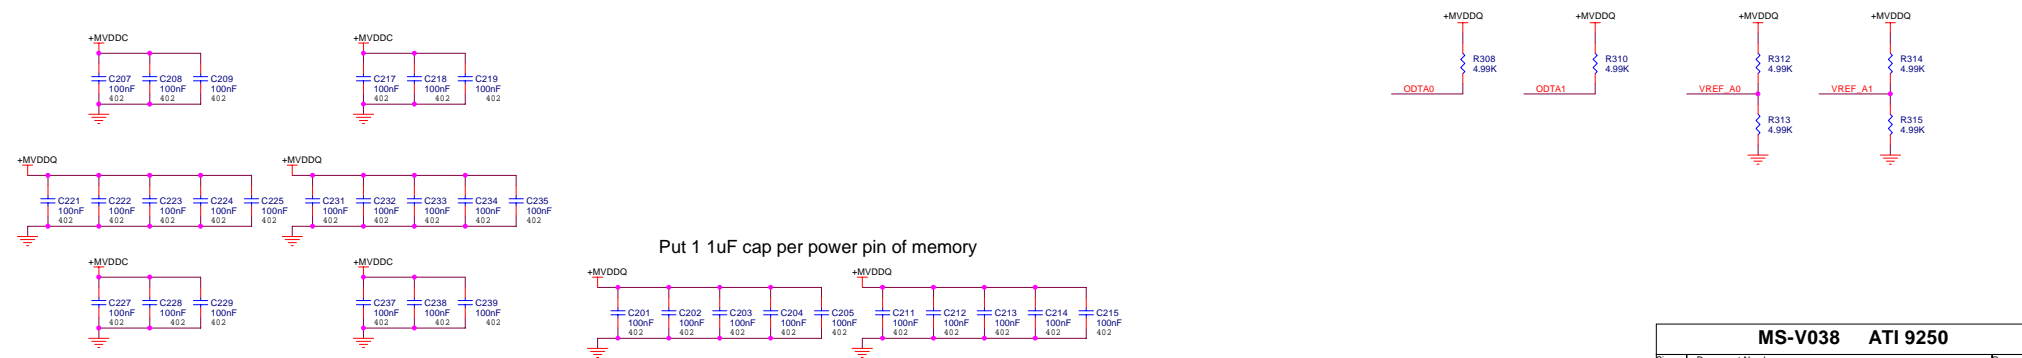 +MVDDQ +MVDDQ +MVDDQ +MVDDQ
+MVDDC +MVDDC
R308 R310 R312 R314
4.99K 4.99K 4.99K 4.99K
C207 C208 C209 C217 C218 C219
100nF 100nF 100nF 100nF 100nF 100nF
ODTA0 ODTA1 VREF_A0 VREF_A1
402 402 402 402 402 402
R313 R315
4.99K 4.99K
+MVDDQ +MVDDQ
C221 C222 C223 C224 C225 C231 C232 C233 C234 C235
100nF 100nF 100nF 100nF 100nF 100nF 100nF 100nF 100nF 100nF
402 402 402 402 402 402 402 402 402 402
Put 1 1uF cap per power pin of memory
+MVDDC +MVDDC
+MVDDQ +MVDDQ
C227 C228 C229 C237 C238 C239
100nF 100nF 100nF 100nF 100nF 100nF
402 402 402 402 402 402
C201 C202 C203 C204 C205 C211 C212 C213 C214 C215
100nF 100nF 100nF 100nF 100nF 100nF 100nF 100nF 100nF 100nF
402 402 402 402 402 402 402 402 402 402
MS-V038 ATI 9250